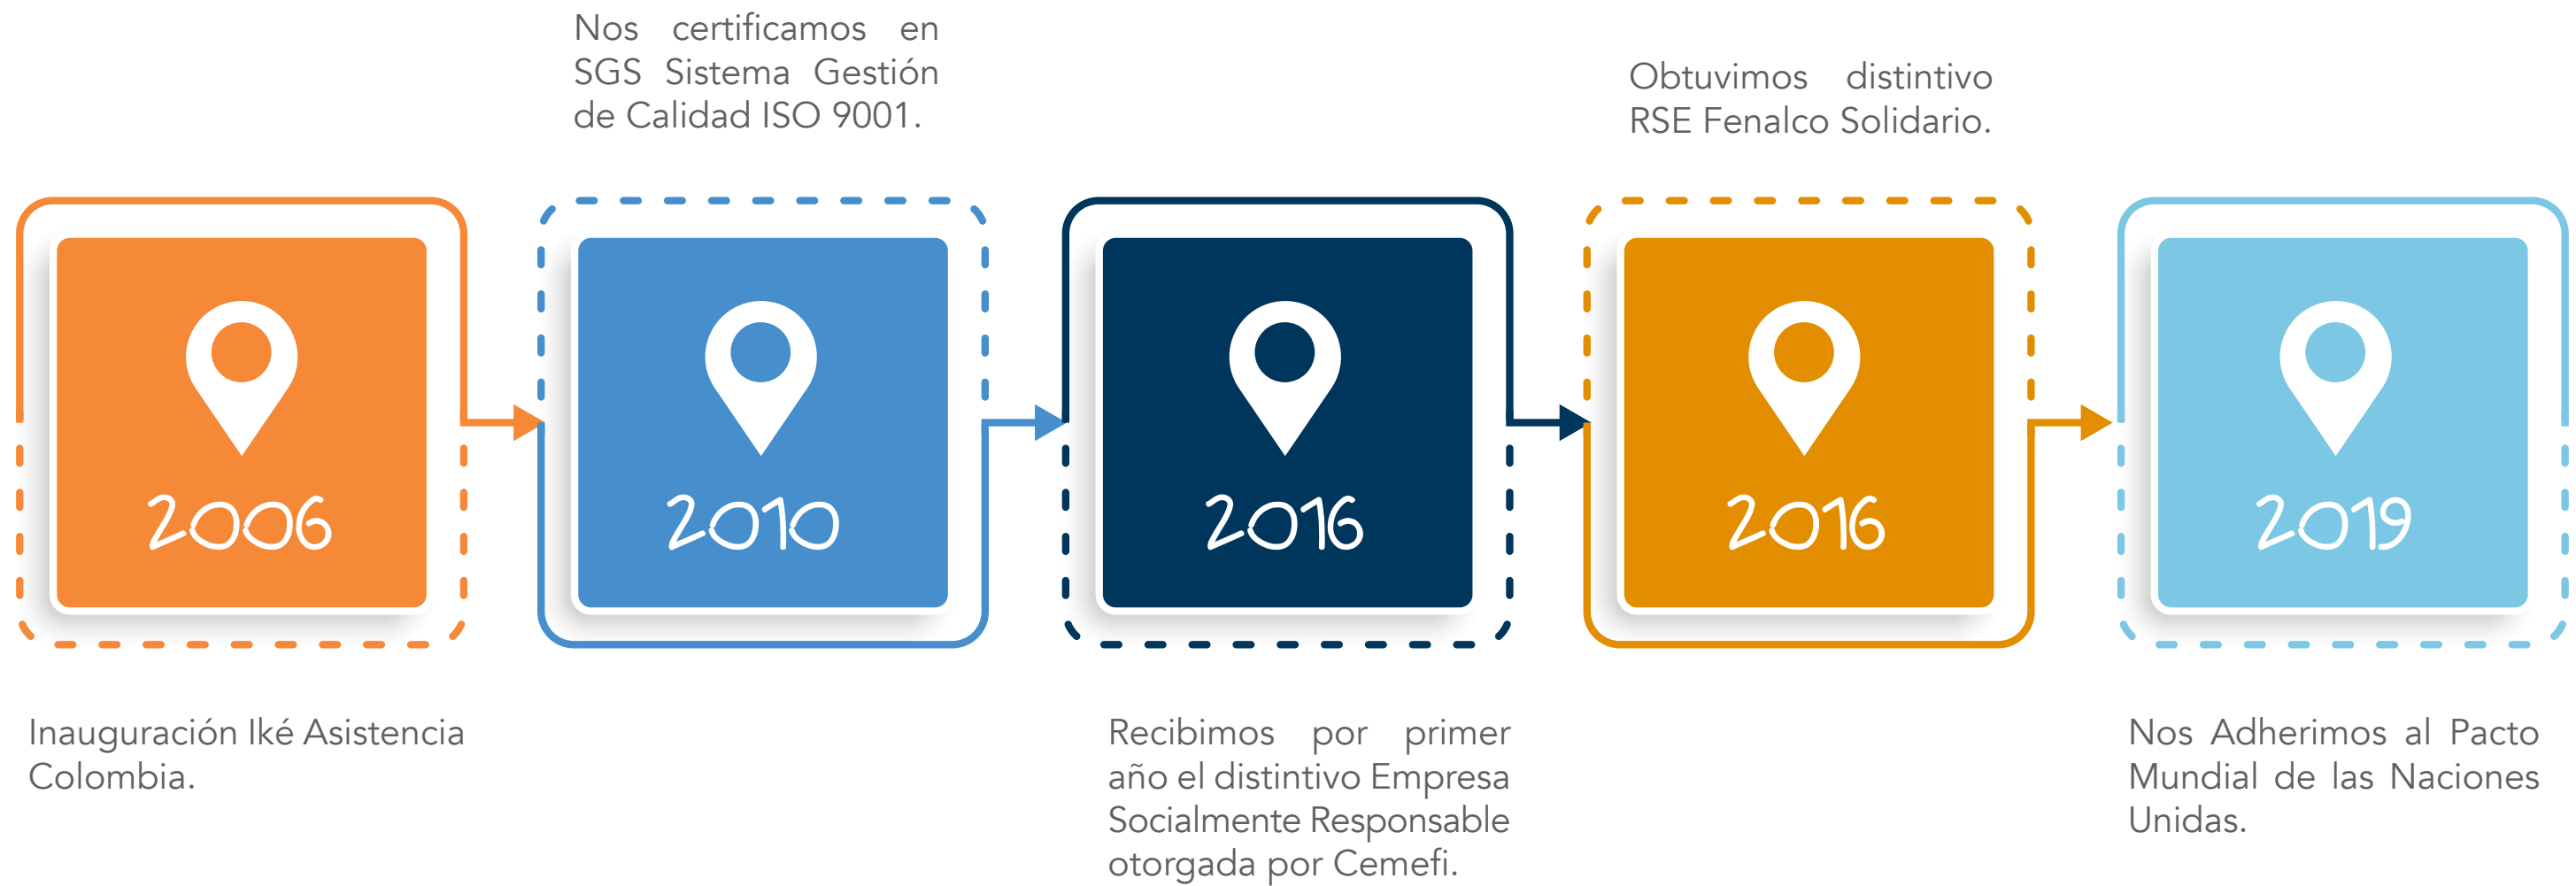 Nos certificamos en
SGS Sistema Gestión
de Calidad ISO 9001.
Obtuvimos distintivo
RSE Fenalco Solidario.
2006
2010
2016
2016
2019
Inauguración Iké Asistencia
Colombia.
Recibimos por primer
año el distintivo Empresa
Socialmente Responsable
otorgada por Cemefi.
Nos Adherimos al Pacto
Mundial de las Naciones
Unidas.